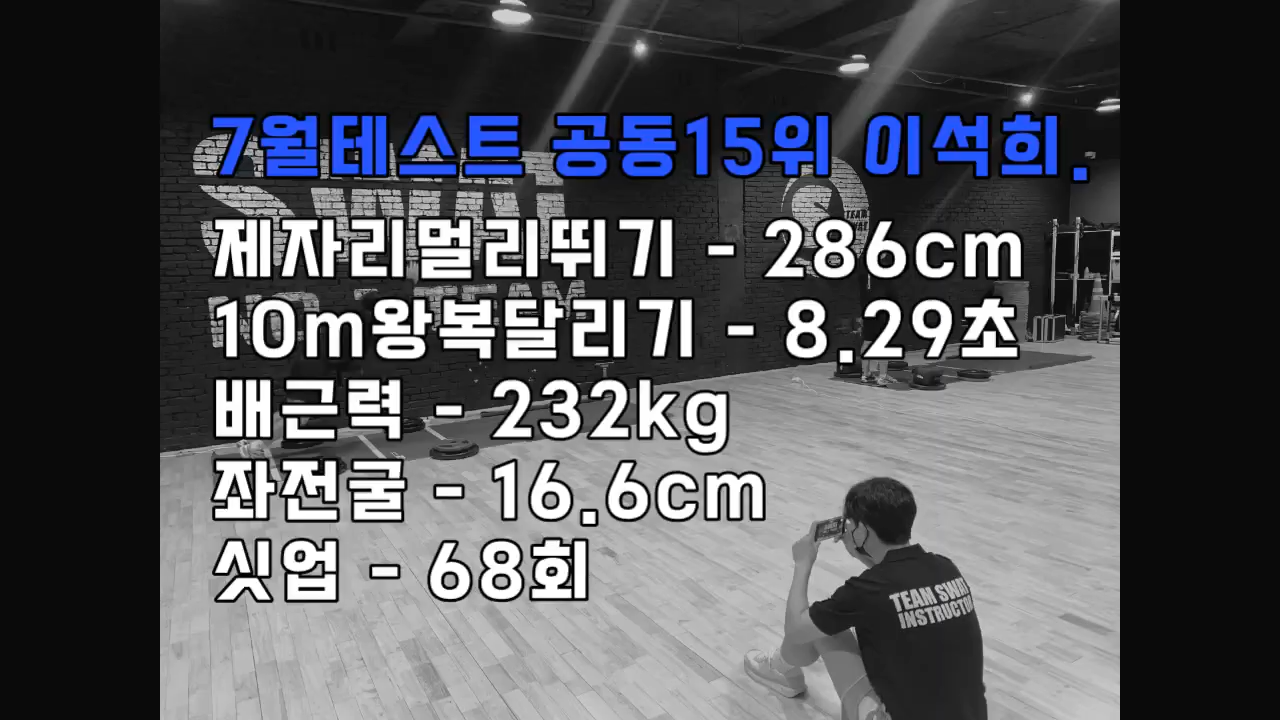 7월테스트 공동15위 이석희.
제자리멀리뛰기 - 286cm
10m왕복달리기 - 8.29초
배근력 - 232kg
좌전굴 - 16.6cm
싯업 - 68회
SWAT
TEAM SWAT
INSTRUCTOR